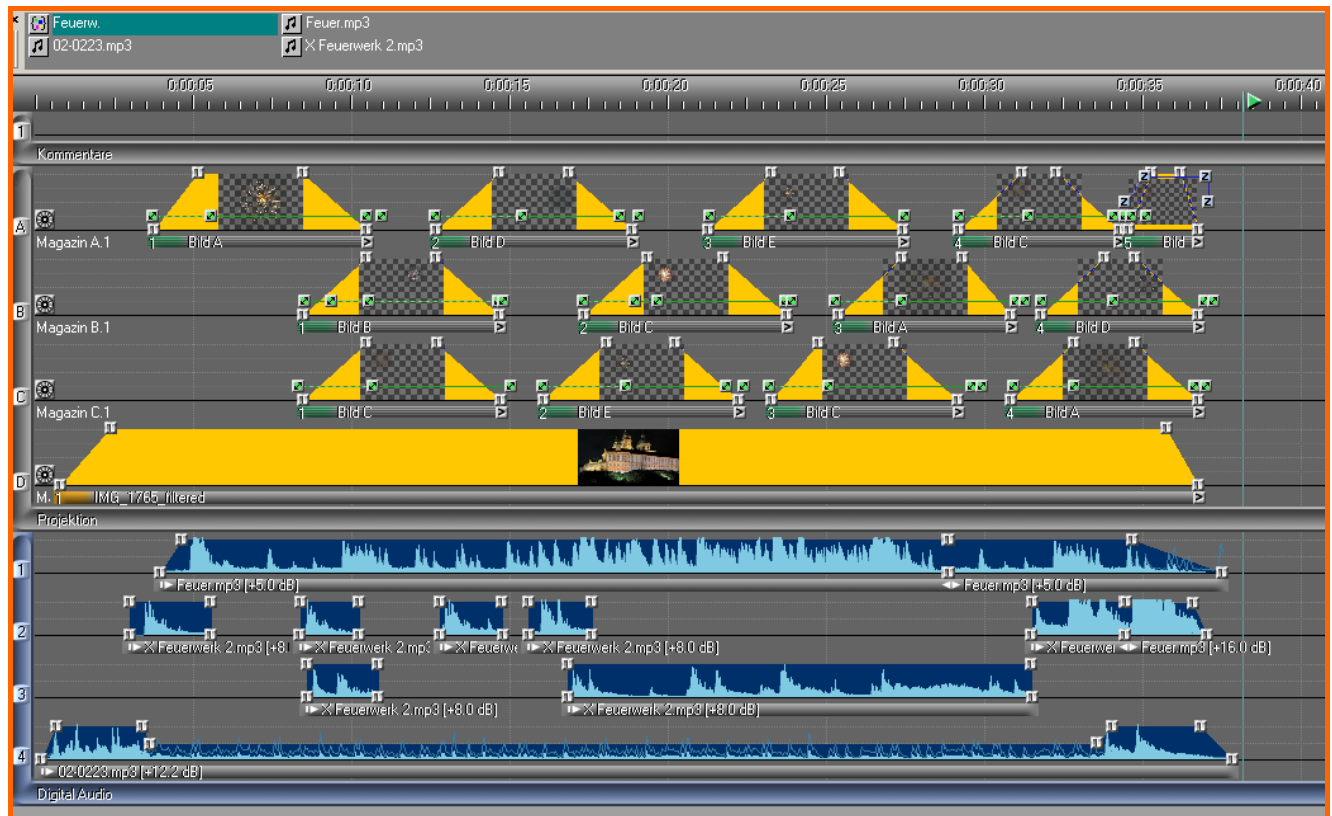 Feuerw. Feuer.mp3
02-0223.mp3 X Feuerwerk 2.mp3
0:00:05 0:00:10 0:00:15 0:00:20 0:00:25 0:00:30 0:00:35 0:00:40
1
Kommentare
A
Magazin A.1 1 Bild A 2 Bild D 3 Bild E 4 Bild C 5 Bild
B
Magazin B.1 1 Bild B 2 Bild C 3 Bild A 4 Bild D
C
Magazin C.1 1 Bild C 2 Bild E 3 Bild C 4 Bild A
D
M. 1 IMG_1765_filtered
Projektion
1
Feuer.mp3 [+5.0 dB] Feuer.mp3 [+5.0 dB]
2
X Feuerwerk 2.mp3 [+8. X Feuerwerk 2.mp3 X Feuerwe X Feuerwerk 2.mp3 [+8.0 dB] X Feuerwer Feuer.mp3 [+16.0 dB]
3
X Feuerwerk 2.mp3 [+8.0 dB] X Feuerwerk 2.mp3 [+8.0 dB]
4
02-0223.mp3 [+12.2 dB]
Digital Audio